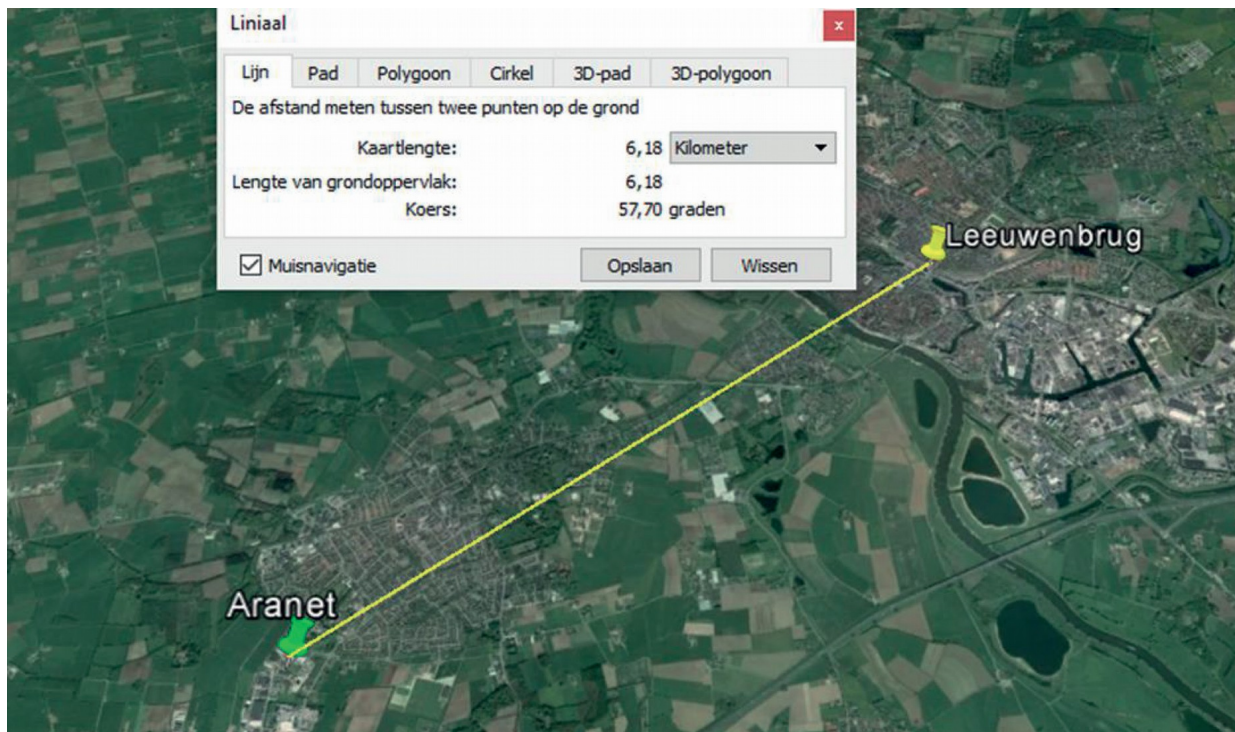 Liniaal
x
Lijn Pad Polygoon Cirkel 3D-pad 3D-polygoon
De afstand meten tussen twee punten op de grond
Kaartlengte: 6,18 Kilometer
Lengte van grondoppervlak: 6,18
Koers: 57,70 graden
Muisnavigatie Opslaan Wissen
Leeuwenbrug
Aranet